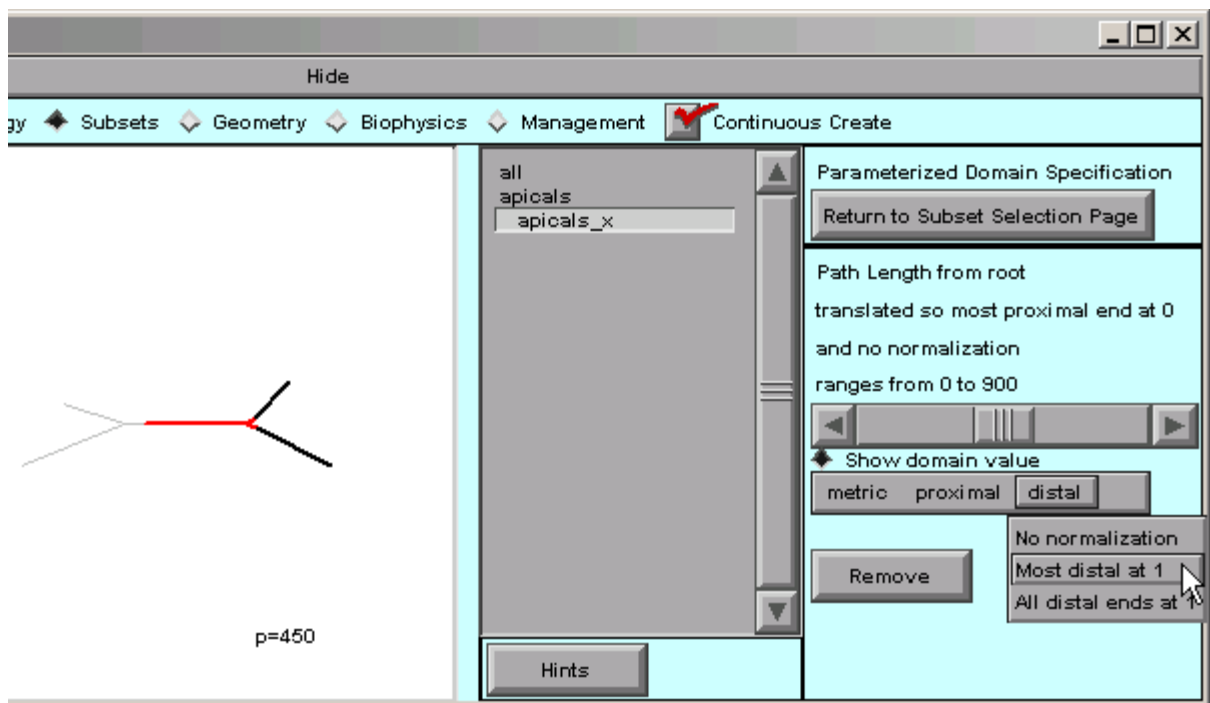 Hide
gy Subsets Geometry Biophysics Management Continuous Create
all
apicals
apicals_x
Parameterized Domain Specification
Return to Subset Selection Page
Path Length from root
translated so most proximal end at 0
and no normalization
ranges from 0 to 900
Show domain value
metric proximal distal
No normalization
Most distal at 1
All distal ends at 1
Remove
p=450
Hints